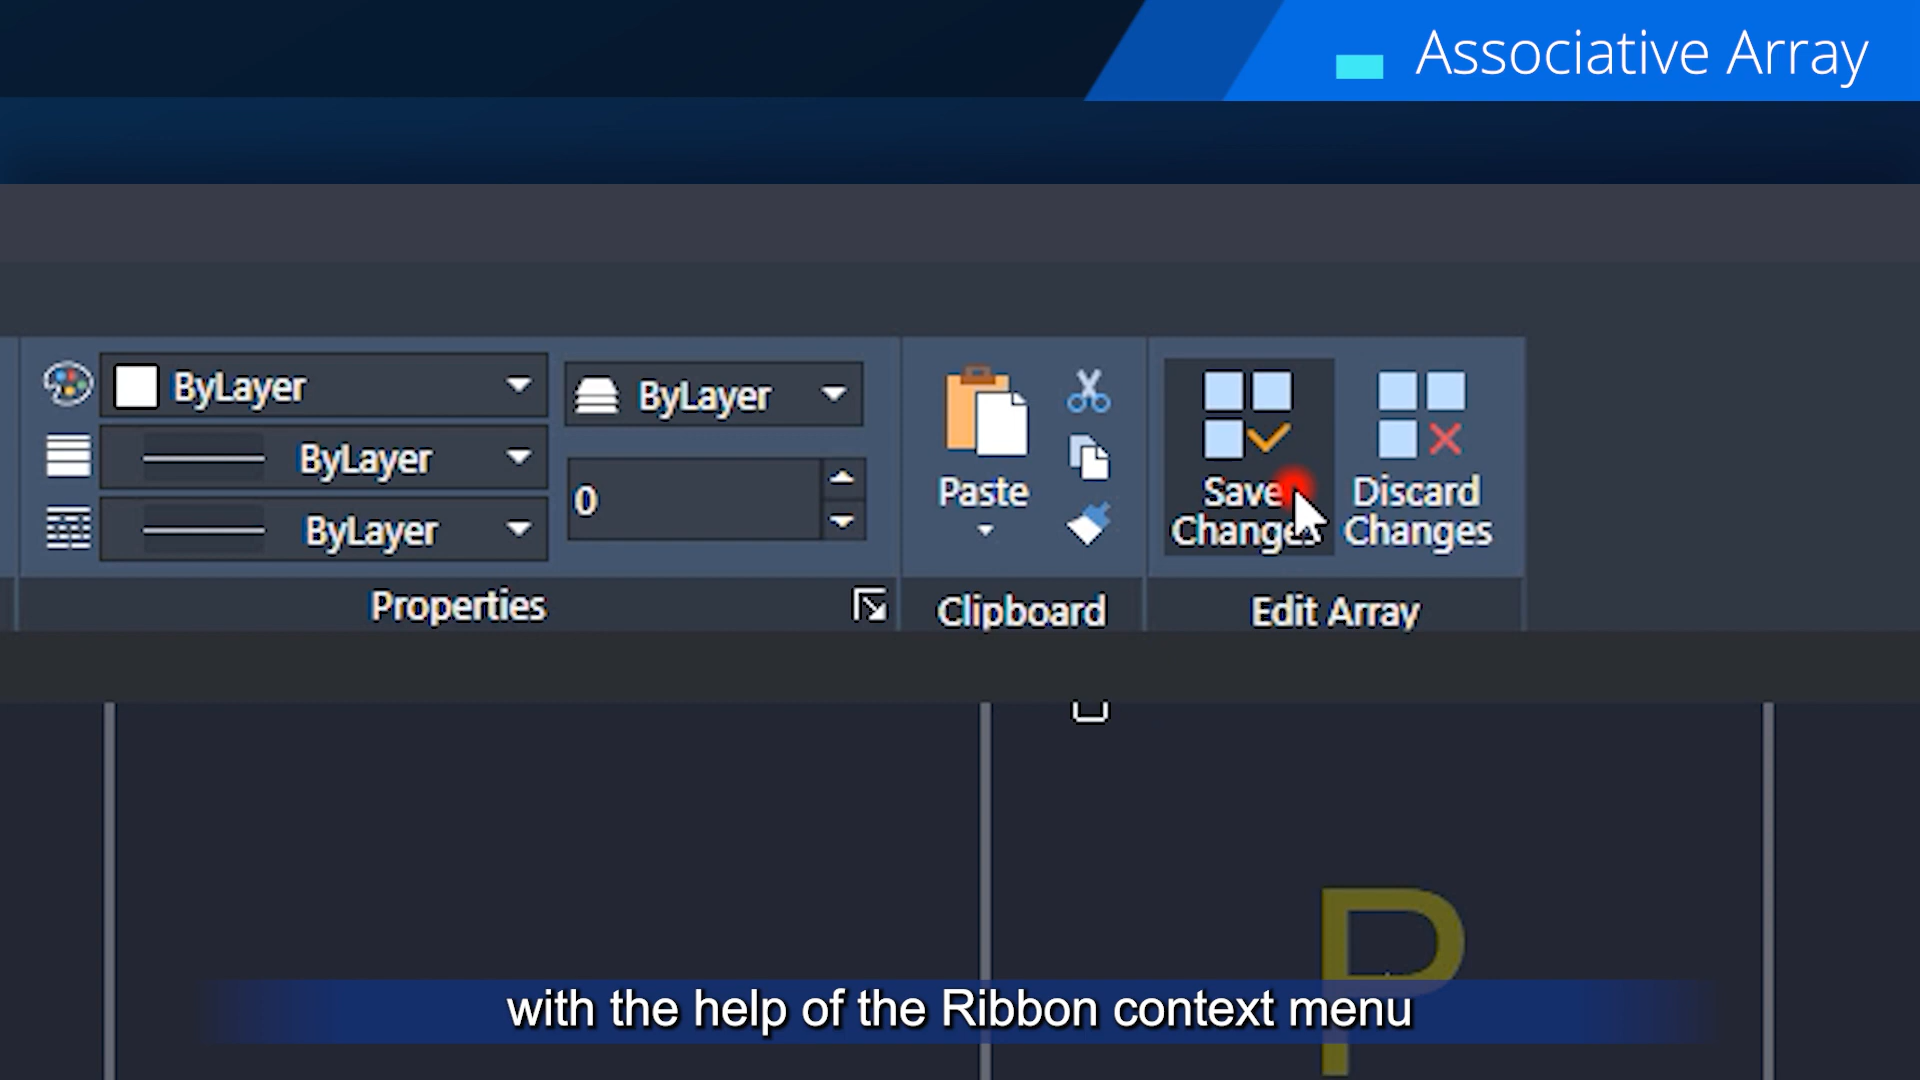 Associative Array
ByLayer
ByLayer
ByLayer
ByLayer
0
Paste
Save
Changes
Discard
Changes
Properties
Clipboard
Edit Array
P
with the help of the Ribbon context menu